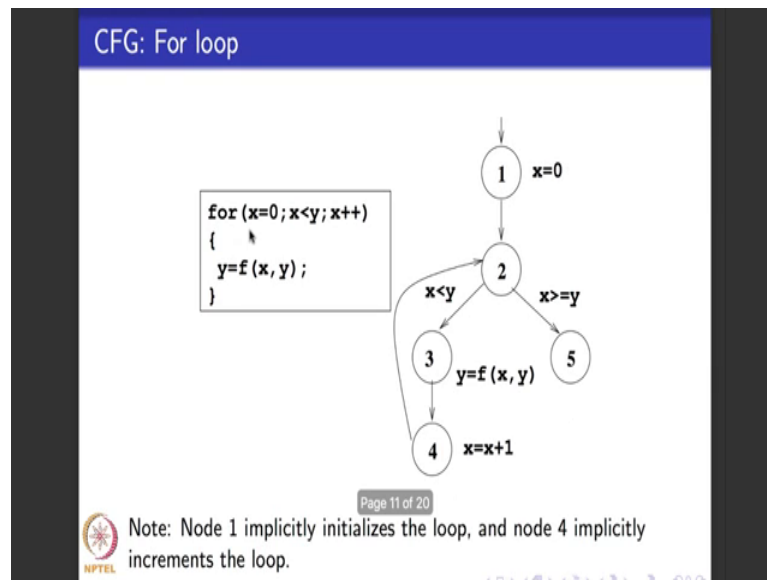 CFG: For loop
for(x=0;x<y;x++)
{
y=f(x,y);
}
1
x=0
2
x<y
x>=y
3
y=f(x,y)
5
4
x=x+1
Page 11 of 20
Note: Node 1 implicitly initializes the loop, and node 4 implicitly
increments the loop.
NPTEL